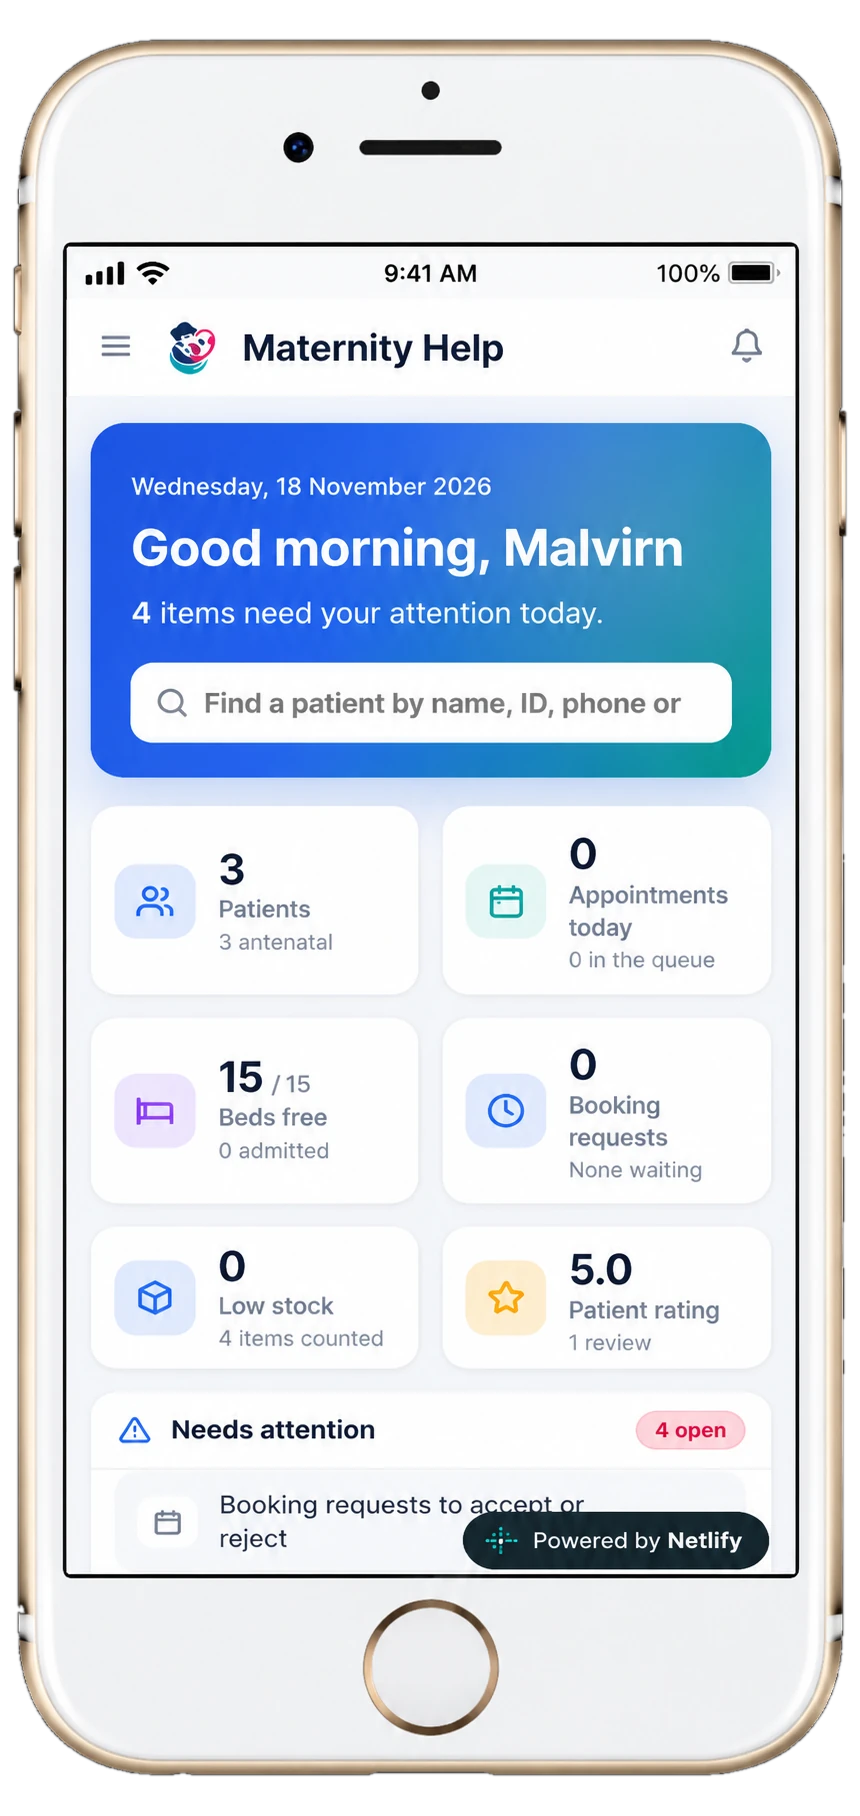 9:41 AM
100%
Maternity Help
Wednesday, 18 November 2026
Good morning, Malvirn
4 items need your attention today.
Find a patient by name, ID, phone or
3
Patients
3 antenatal
0
Appointments
today
0 in the queue
15 / 15
Beds free
0 admitted
0
Booking
requests
None waiting
0
Low stock
4 items counted
5.0
Patient rating
1 review
Needs attention
4 open
Booking requests to accept or
reject
Powered by Netlify